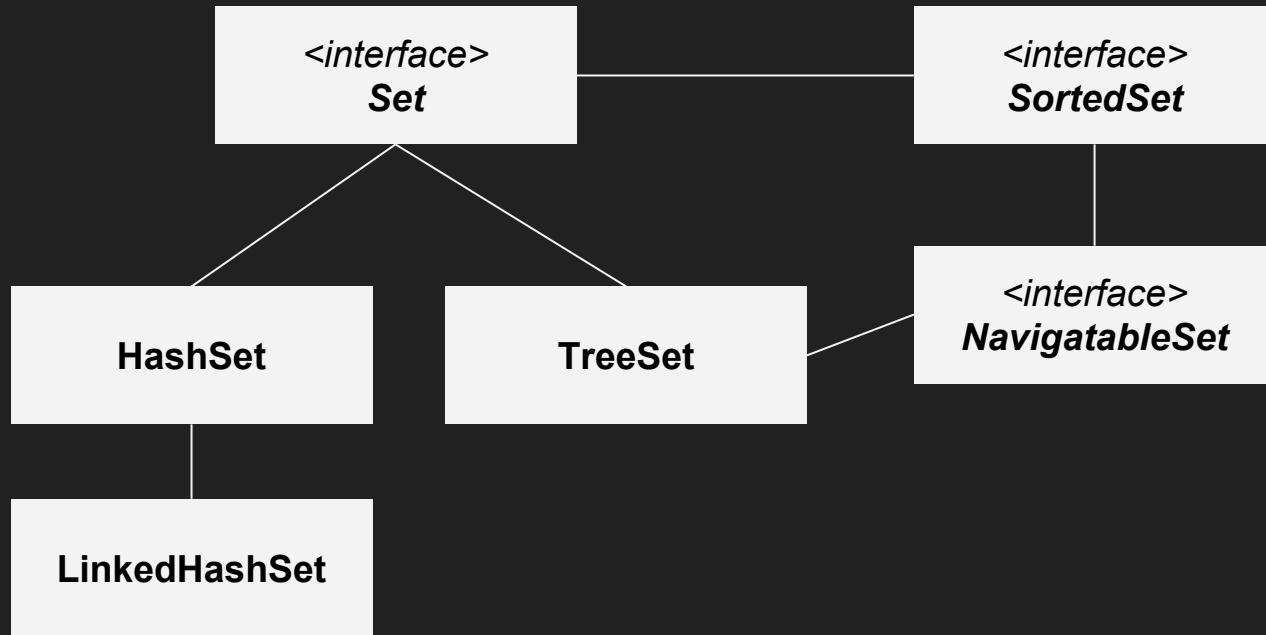 <interface>
Set
<interface>
SortedSet
<interface>
NavigatableSet
HashSet
TreeSet
LinkedHashSet